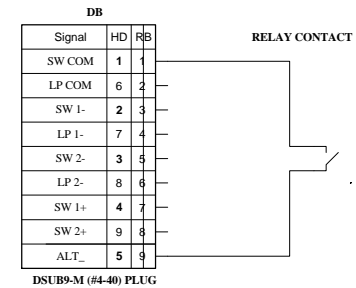 DB
Signal HD RB
RELAY CONTACT
SW COM 1 1
LP COM 6 2
SW 1- 2 3
LP 1- 7 4
SW 2- 3 5
LP 2- 8 6
SW 1+ 4 7
SW 2+ 9 8
ALT_ 5 9
DSUB9-M (#4-40) PLUG